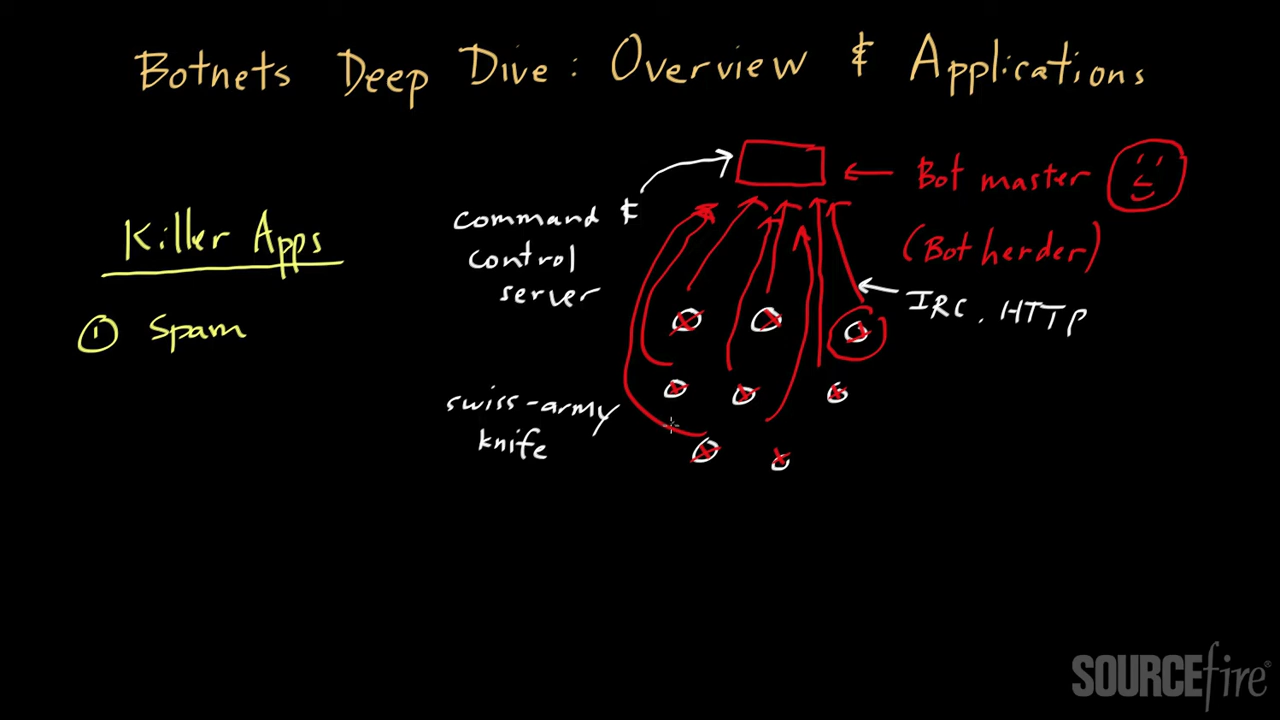 Botnets Deep Dive: Overview & Applications
Killer Apps
① Spam
command &
control
server
swiss-army
knife
Bot master
(Bot herder)
IRC, HTTP
SOURCEfire®